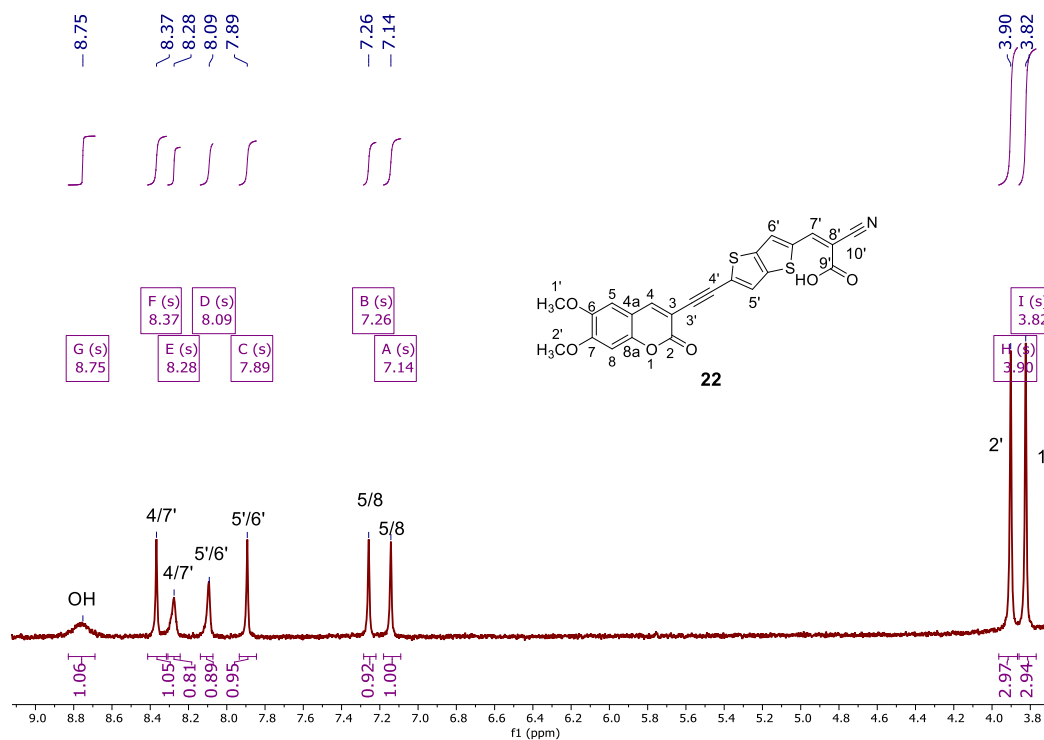 8.75
8.37
8.28
8.09
7.89
7.26
7.14
3.90
3.82
6'
7'
8'
N
10'
9'
HO
O
S
S
4'
5'
3'
1'
H₃CO
6
5
4a
4
3
2'
H₃CO
7
8
8a
O
1
2
O
22
F (s)
8.37
D (s)
8.09
B (s)
7.26
I (s)
3.82
G (s)
8.75
E (s)
8.28
C (s)
7.89
A (s)
7.14
H (s)
3.90
OH
4/7'
4/7'
5'/6'
5'/6'
5/8
5/8
2'
1
1.06
1.05
0.81
0.89
0.95
0.92
1.00
2.97
2.94
9.0 8.8 8.6 8.4 8.2 8.0 7.8 7.6 7.4 7.2 7.0 6.8 6.6 6.4 6.2 6.0 5.8 5.6 5.4 5.2 5.0 4.8 4.6 4.4 4.2 4.0 3.8
f1 (ppm)